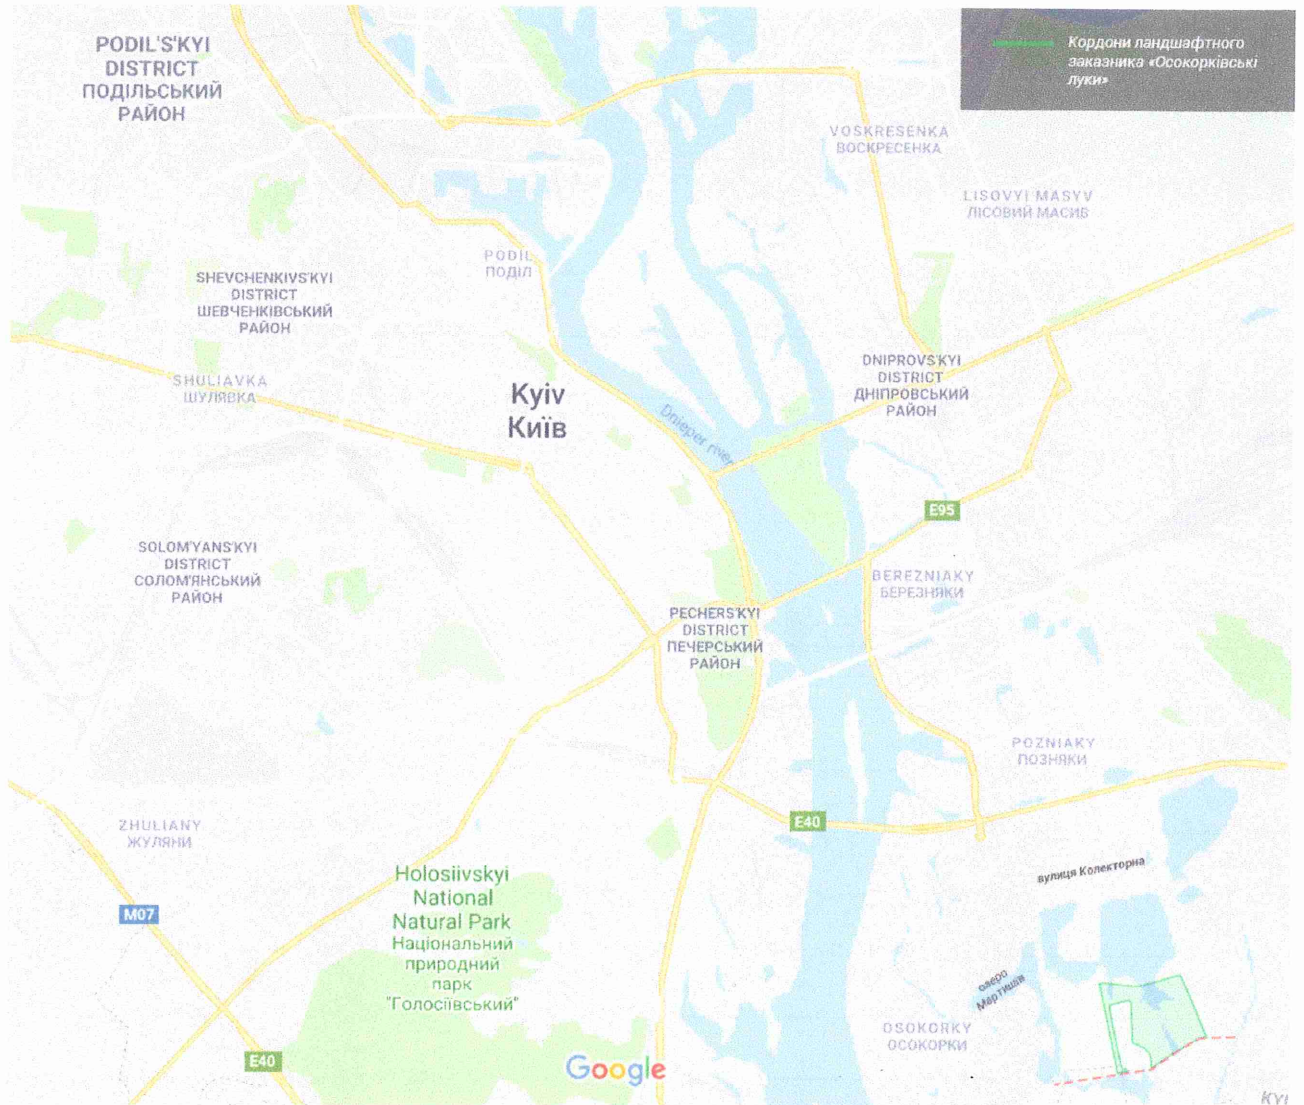 PODIL'S'KYI
DISTRICT
ПОДІЛЬСЬКИЙ
РАЙОН
Кордони ландшафтного
заказника «Осокорківські
луки»
VOSKRESENKA
ВОСКРЕСЕНКА
LISOVYI MASYV
ЛІСОВИЙ МАСИВ
PODIL
ПОДІЛ
SHEVCHENKIVS'KYI
DISTRICT
ШЕВЧЕНКІВСЬКИЙ
РАЙОН
SHULIAVKA
ШУЛЯВКА
Kyiv
Київ
DNIPROVS'KYI
DISTRICT
ДНІПРОВСЬКИЙ
РАЙОН
Dnieper river
E95
SOLOM'YANS'KYI
DISTRICT
СОЛОМ'ЯНСЬКИЙ
РАЙОН
BEREZNIAKY
БЕРЕЗНЯКИ
PECHERS'KYI
DISTRICT
ПЕЧЕРСЬКИЙ
РАЙОН
POZNIAKY
ПОЗНЯКИ
ZHULIANY
ЖУЛЯНИ
E40
вулиця Колекторна
Holosiivskyi
National
Natural Park
Національний
природний
парк
"Голосіївський"
M07
озеро
Мартишів
OSOKORKY
ОСОКОРКИ
E40
Google
Kyi